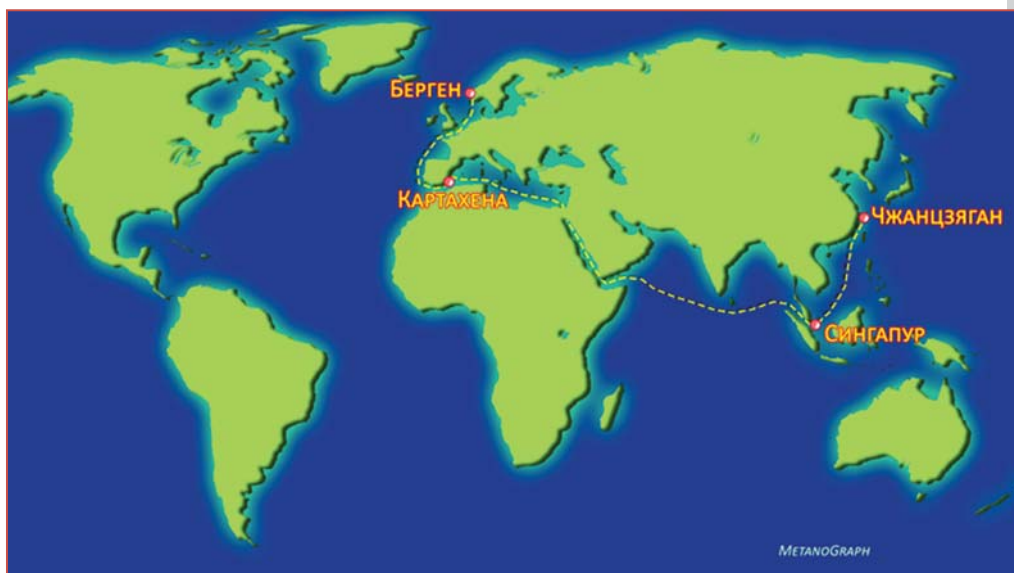 Берген
Картахена
Чжанцзяган
Сингапур
MetanoGraph